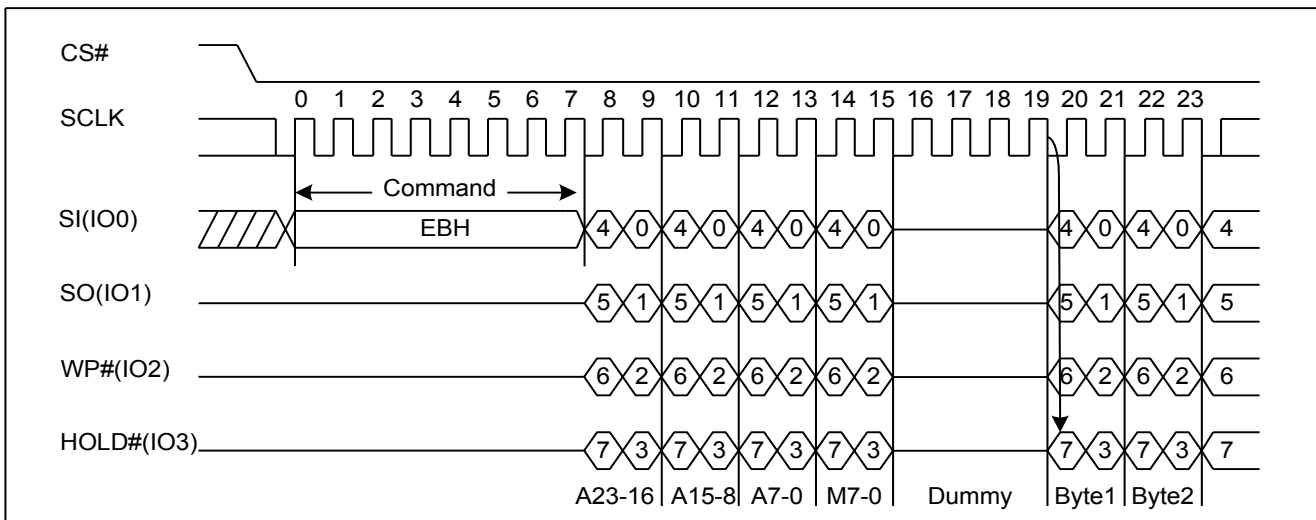 CS#
0 1 2 3 4 5 6 7 8 9 10 11 12 13 14 15 16 17 18 19 20 21 22 23
SCLK
Command
SI(IO0) EBH 4 0 4 0 4 0 4 0 4 0 4 0 4
SO(IO1) 5 1 5 1 5 1 5 1 5 1 5 1 5
WP#(IO2) 6 2 6 2 6 2 6 2 6 2 6 2 6
HOLD#(IO3) 7 3 7 3 7 3 7 3 7 3 7 3 7
A23-16 A15-8 A7-0 M7-0 Dummy Byte1 Byte2